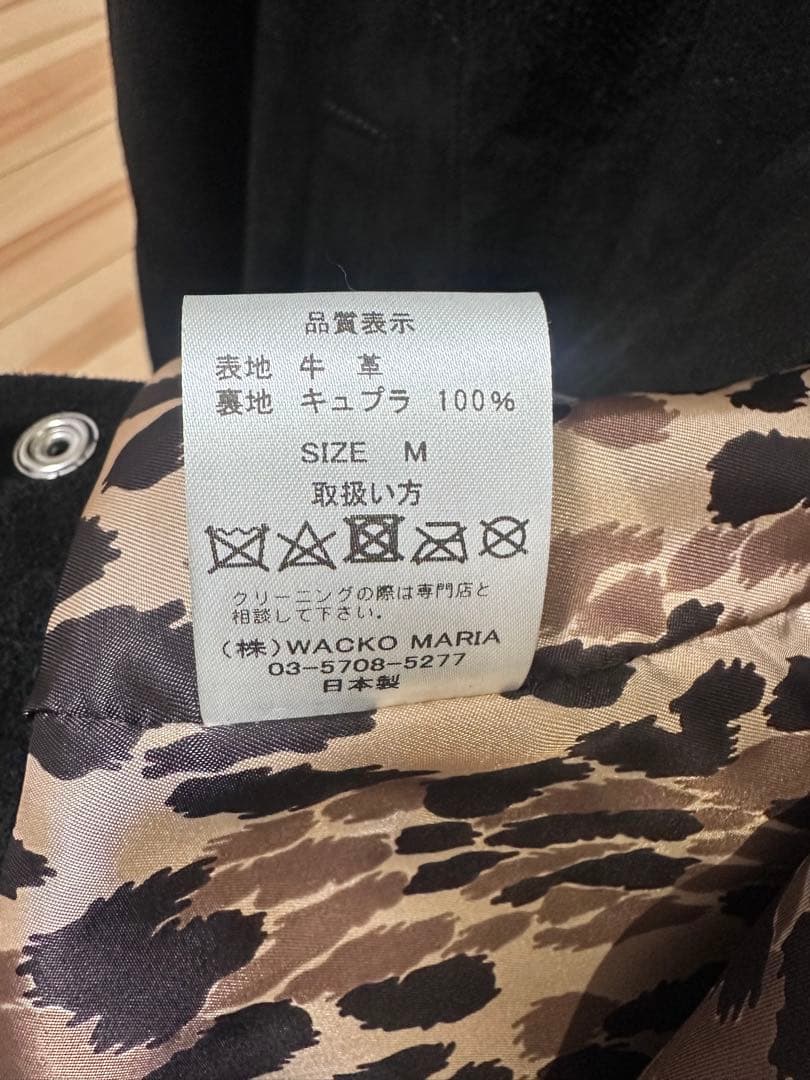 品質表示
表地 牛 革
裏地 キュプラ 100%
SIZE M
取扱い方
クリーニングの際は専門店と
相談して下さい。
(株)WACKO MARIA
03-5708-5277
日本製